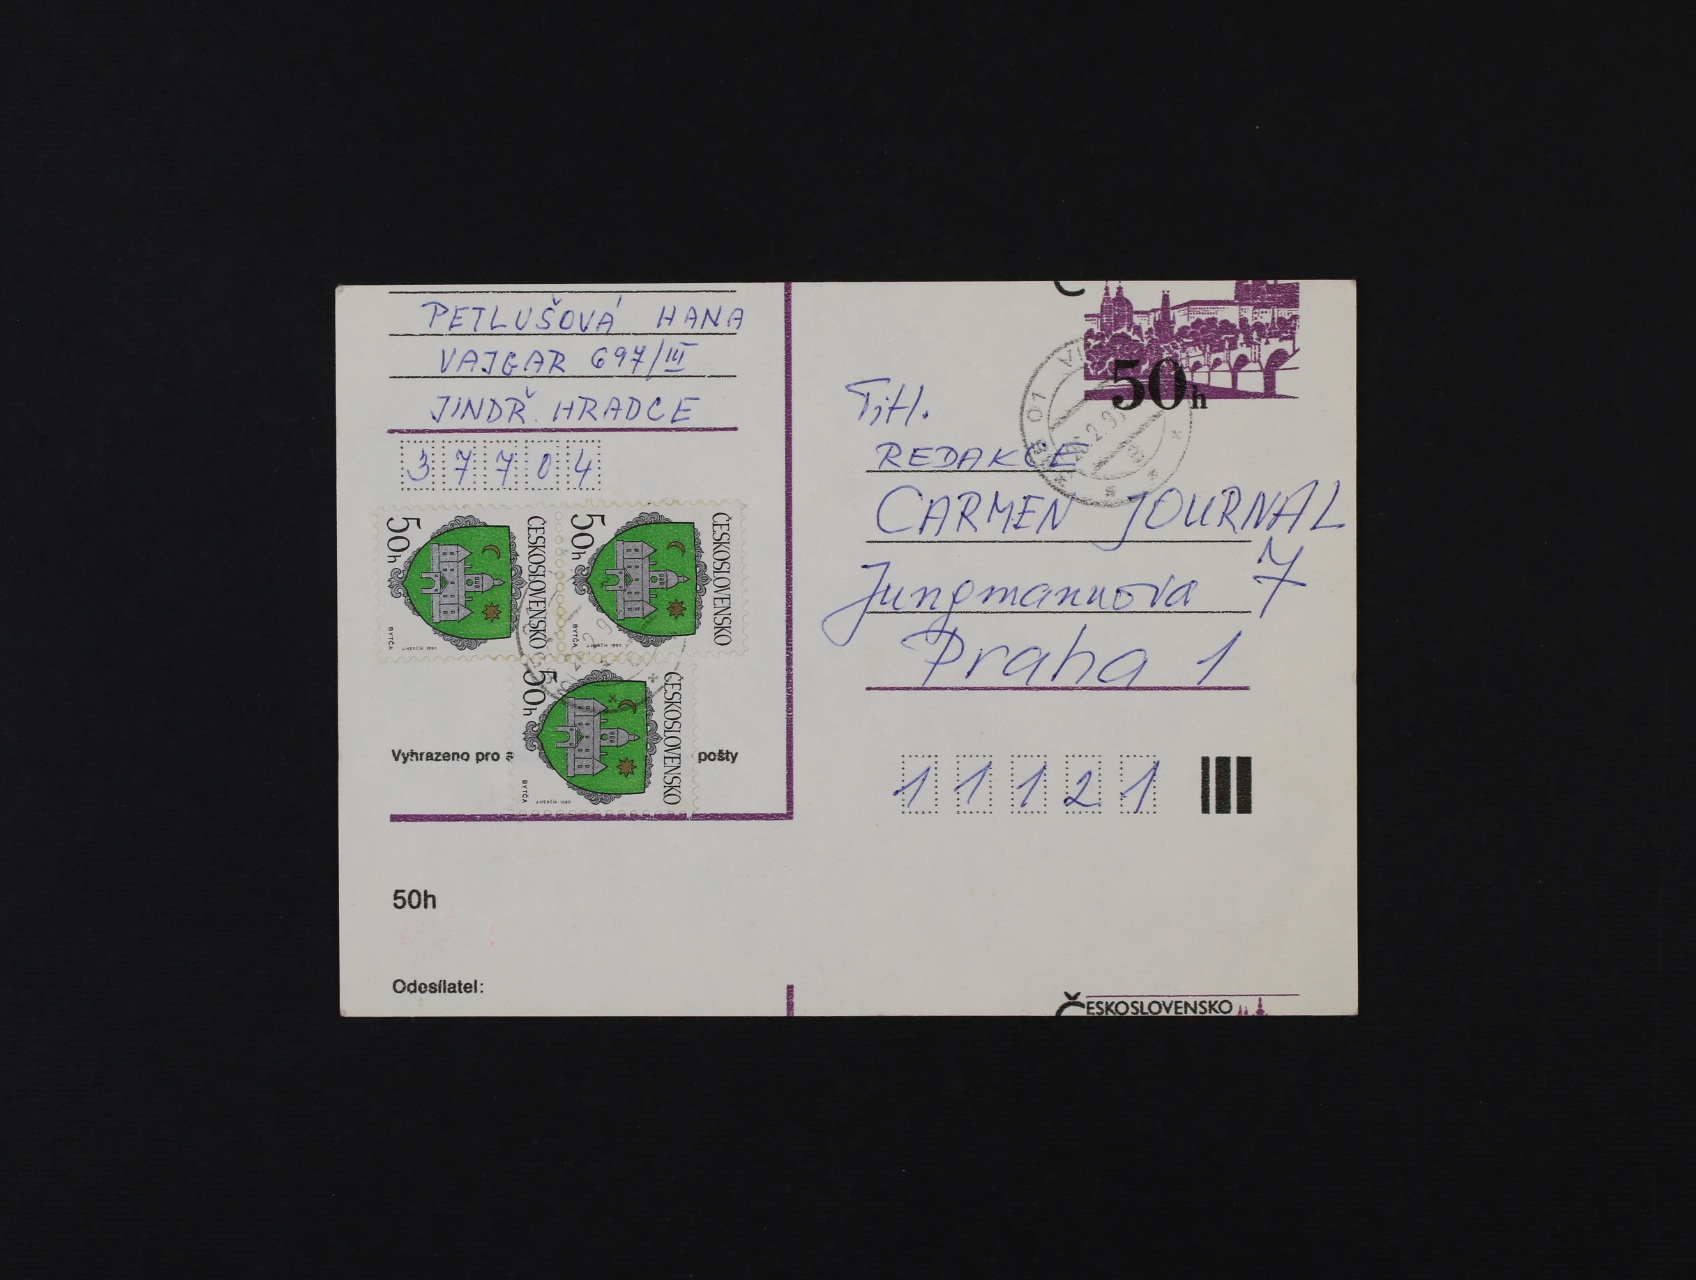 PETLUŠOVÁ HANA
VAJGAR 697/III
JINDŘ. HRADCE
37704
ČESKOSLOVENSKO
50h
BYTČA
ČESKOSLOVENSKO
50h
BYTČA
ČESKOSLOVENSKO
50h
BYTČA
Vyhrazeno pro pošty
50h
Odesílatel:
50h
Titl.
REDAKCE
CARMEN JOURNAL
Jungmannova 7
Praha 1
11121
ČESKOSLOVENSKO